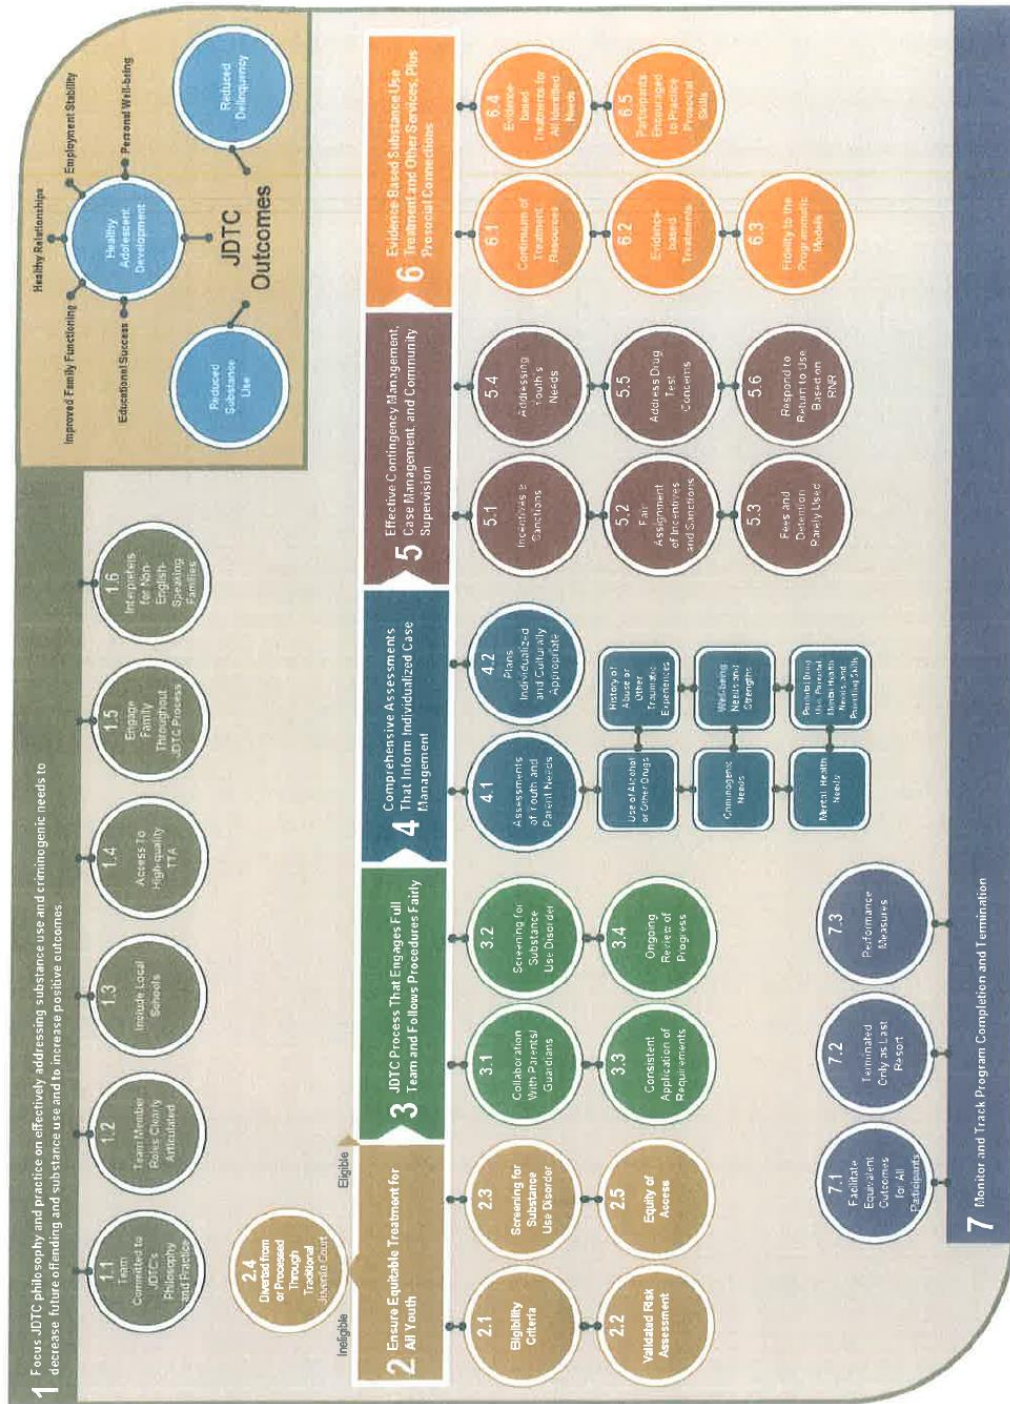 1 Focus JDTC philosophy and practice on effectively addressing substance use and criminogenic needs to
decrease future offending and substance use and to increase positive outcomes.
1.1
Team
Committed to
JDTC's
Philosophy
and Practice
1.2
Team Member
Roles Clearly
Articulated
1.3
Include Local
Schools
1.4
Access To
High-quality
TTA
1.5
Engage
Family
Throughout
JDTC Process
1.6
Interpreters
for Non-
English-
Speaking
Families
Improved Family Functioning
Healthy Relationships
Employment Stability
Educational Success
Personal Well-being
Healthy
Adolescent
Development
Reduced
Substance
Use
JDTC
Outcomes
Reduced
Delinquency
2.4
Diverted from
or Processed
Through
Traditional
Juvenile Court
Ineligible
Eligible
2 Ensure Equitable Treatment for
All Youth
2.1
Eligibility
Criteria
2.3
Screening for
Substance
Use Disorder
2.2
Validated Risk
Assessment
2.5
Equity of
Access
3 JDTC Process That Engages Full
Team and Follows Procedures Fairly
3.1
Collaboration
With Parents/
Guardians
3.2
Screening for
Substance
Use Disorder
3.3
Consistent
Application of
Requirements
3.4
Ongoing
Review of
Progress
4 Comprehensive Assessments
That Inform Individualized Case
Management
4.1
Assessments
of Youth and
Parent Needs
4.2
Plans
Individualized
and Culturally
Appropriate
Use of Alcohol
or Other Drugs
History of
Abuse or
Other
Traumatic
Experiences
Criminogenic
Needs
Well-being
Needs and
Strengths
Mental Health
Needs
Parental Drug
Use, Parental
Mental Health
Needs, and
Parenting Skills
5 Effective Contingency Management,
Case Management, and Community
Supervision
5.1
Incentives &
Sanctions
5.4
Addressing
Youth's
Needs
5.2
Fair
Assignment
of Incentives
and Sanctions
5.5
Address Drug
Test
Concerns
5.3
Fees and
Detention
Rarely Used
5.6
Respond to
Return to Use
Based on
RNR
6 Evidence Based Substance Use
Treatment and Other Services, Plus
Prosocial Connections
6.1
Continuum of
Treatment
Resources
6.4
Evidence
based
Treatments for
All Identified
Needs
6.2
Evidence-
based
Treatments
6.5
Participants
Encouraged
to Practice
Prosocial
Skills
6.3
Fidelity to the
Programmatic
Models
7.1
Facilitate
Equivalent
Outcomes
for All
Participants
7.2
Terminated
Only as Last
Resort
7.3
Performance
Measures
7 Monitor and Track Program Completion and Termination